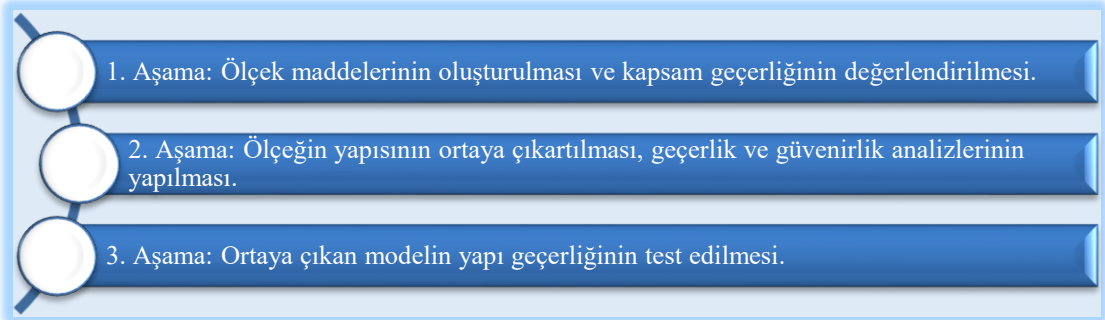 1. Aşama: Ölçek maddelerinin oluşturulması ve kapsam geçerliğinin değerlendirilmesi.
2. Aşama: Ölçeğin yapısının ortaya çıkartılması, geçerlik ve güvenirlik analizlerinin
yapılması.
3. Aşama: Ortaya çıkan modelin yapı geçerliğinin test edilmesi.